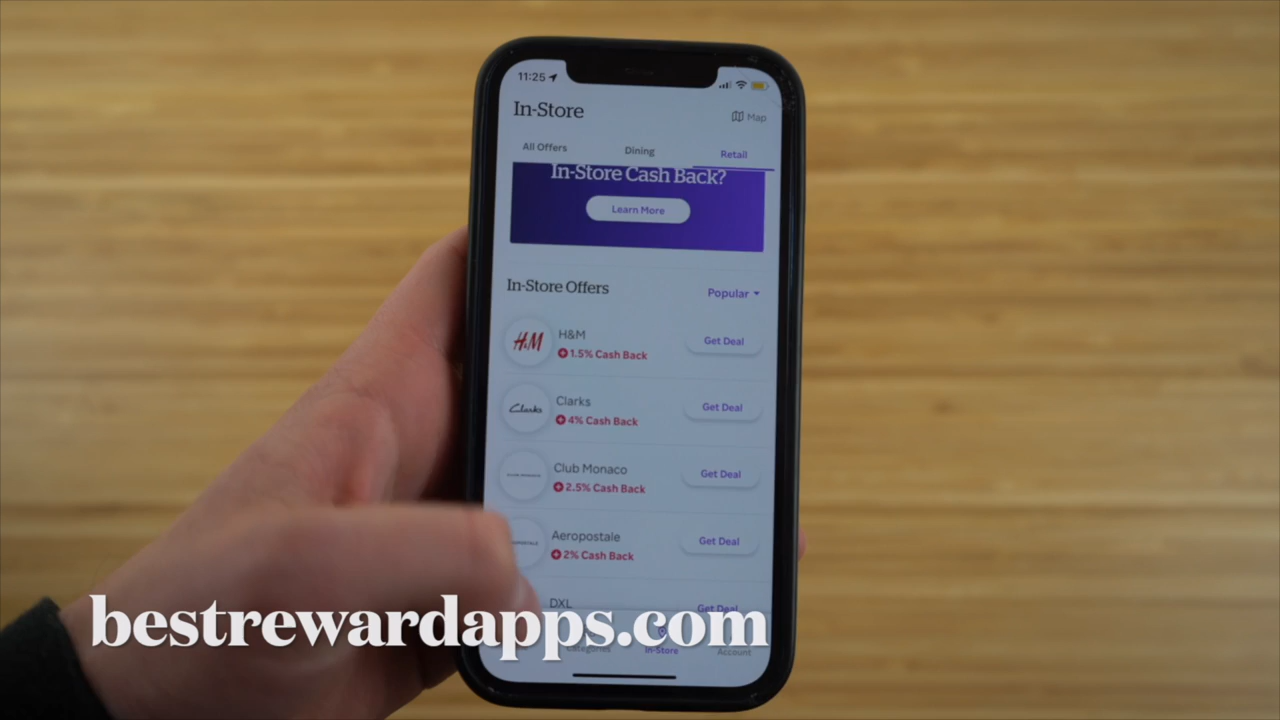 11:25
In-Store
Map
All Offers
Dining
Retail
In-Store Cash Back?
Learn More
In-Store Offers
Popular
H&M
H&M
1.5% Cash Back
Get Deal
Clarks
Clarks
4% Cash Back
Get Deal
Club Monaco
2.5% Cash Back
Get Deal
Aeropostale
2% Cash Back
Get Deal
DXL
Get Deal
bestrewardapps.com
Categories
In-Store
Account